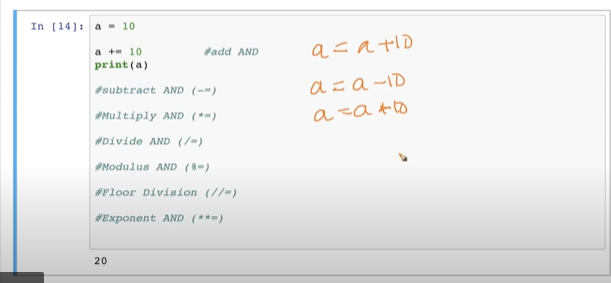 In [14]: a = 10
a += 10 #add AND a = a+10
print(a)
#subtract AND (-=) a = a-10
#Multiply AND (*=) a = a*10
#Divide AND (/=)
#Modulus AND (%=)
#Floor Division (//=)
#Exponent AND (**=)
20